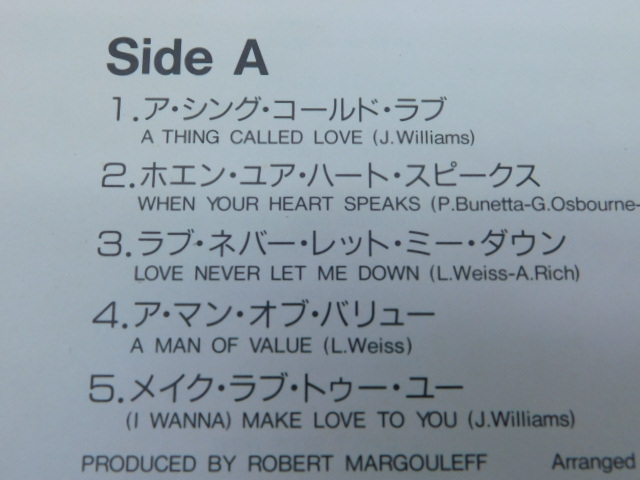 Side A
1.ア・シング・コールド・ラブ
A THING CALLED LOVE (J.Williams)
2.ホエン・ユア・ハート・スピークス
WHEN YOUR HEART SPEAKS (P.Bunetta-G.Osbourne-
3.ラブ・ネバー・レット・ミー・ダウン
LOVE NEVER LET ME DOWN (L.Weiss-A.Rich)
4.ア・マン・オブ・バリュー
A MAN OF VALUE (L.Weiss)
5.メイク・ラブ・トゥー・ユー
(I WANNA) MAKE LOVE TO YOU (J.Williams)
PRODUCED BY ROBERT MARGOULEFF Arranged